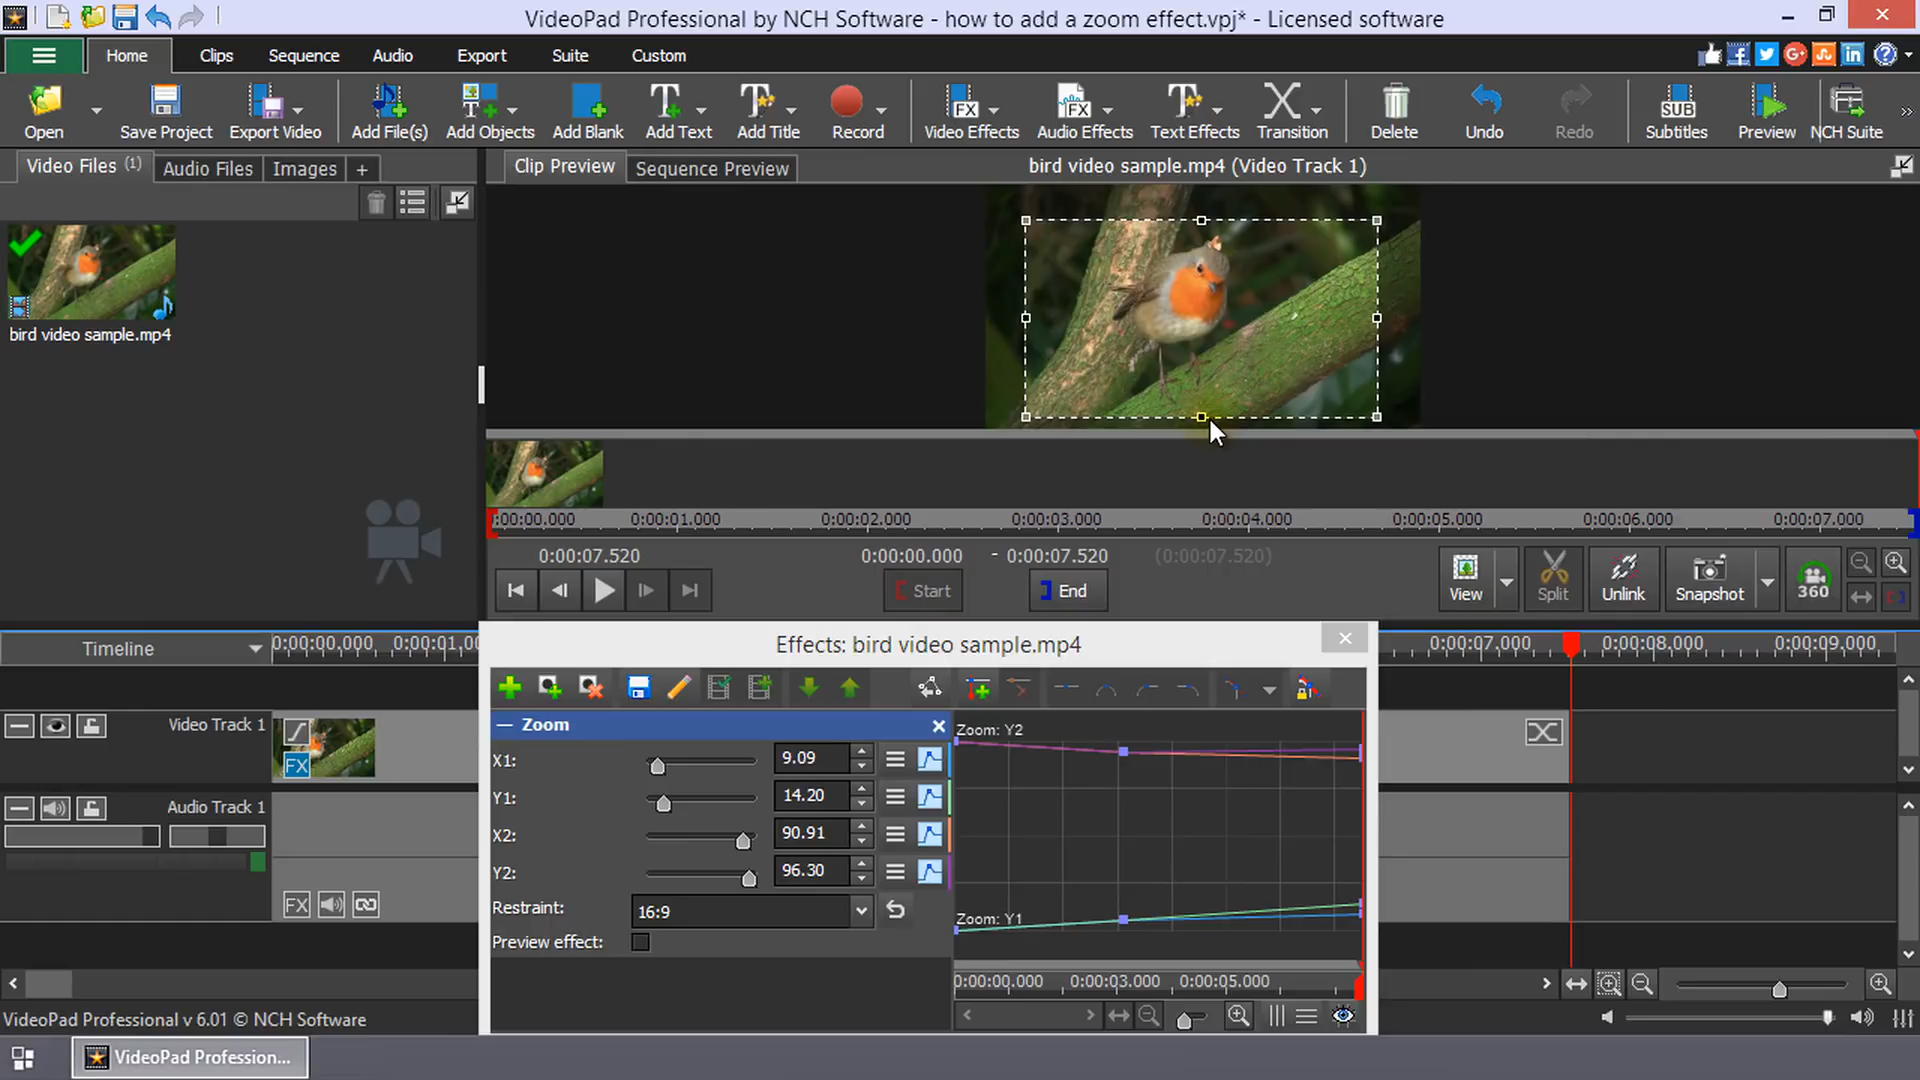 VideoPad Professional by NCH Software - how to add a zoom effect.vpj* - Licensed software
Home Clips Sequence Audio Export Suite Custom
Open Save Project Export Video Add File(s) Add Objects Add Blank Add Text Add Title Record Video Effects Audio Effects Text Effects Transition Delete Undo Redo Subtitles Preview NCH Suite
Video Files (1) Audio Files Images +
Clip Preview Sequence Preview bird video sample.mp4 (Video Track 1)
bird video sample.mp4
:00:00.000 0:00:01.000 0:00:02.000 0:00:03.000 0:00:04.000 0:00:05.000 0:00:06.000 0:00:07.000
0:00:07.520 0:00:00.000 - 0:00:07.520 (0:00:07.520)
Start End View Split Unlink Snapshot 360
Timeline 0:00:00,000 0:00:01,0 0:00:07,000 0:00:08,000 0:00:09,000
Effects: bird video sample.mp4
Video Track 1
FX
Audio Track 1
FX
Zoom
X1: 9.09
Y1: 14.20
X2: 90.91
Y2: 96.30
Restraint: 16:9
Preview effect:
Zoom: Y2
Zoom: Y1
0:00:00.000 0:00:03.000 0:00:05.000
VideoPad Professional v 6.01 © NCH Software
VideoPad Profession...